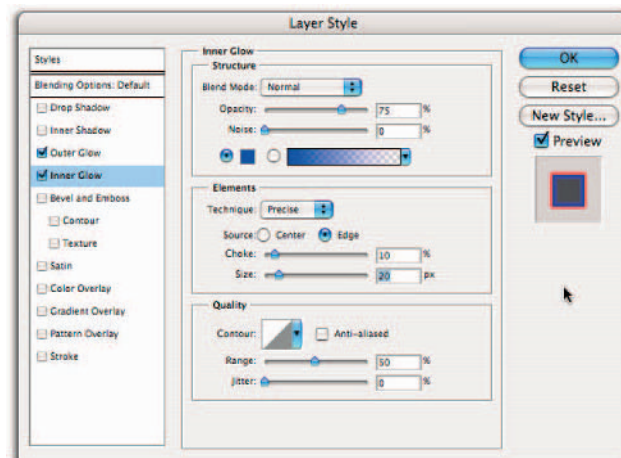 Layer Style
Styles
Blending Options: Default
Drop Shadow
Inner Shadow
Outer Glow
Inner Glow
Bevel and Emboss
Contour
Texture
Satin
Color Overlay
Gradient Overlay
Pattern Overlay
Stroke
Inner Glow
Structure
Blend Mode: Normal
Opacity: 75 %
Noise: 0 %
Elements
Technique: Precise
Source: Center Edge
Choke: 10 %
Size: 20 px
Quality
Contour: Anti-aliased
Range: 50 %
Jitter: 0 %
OK
Reset
New Style...
Preview